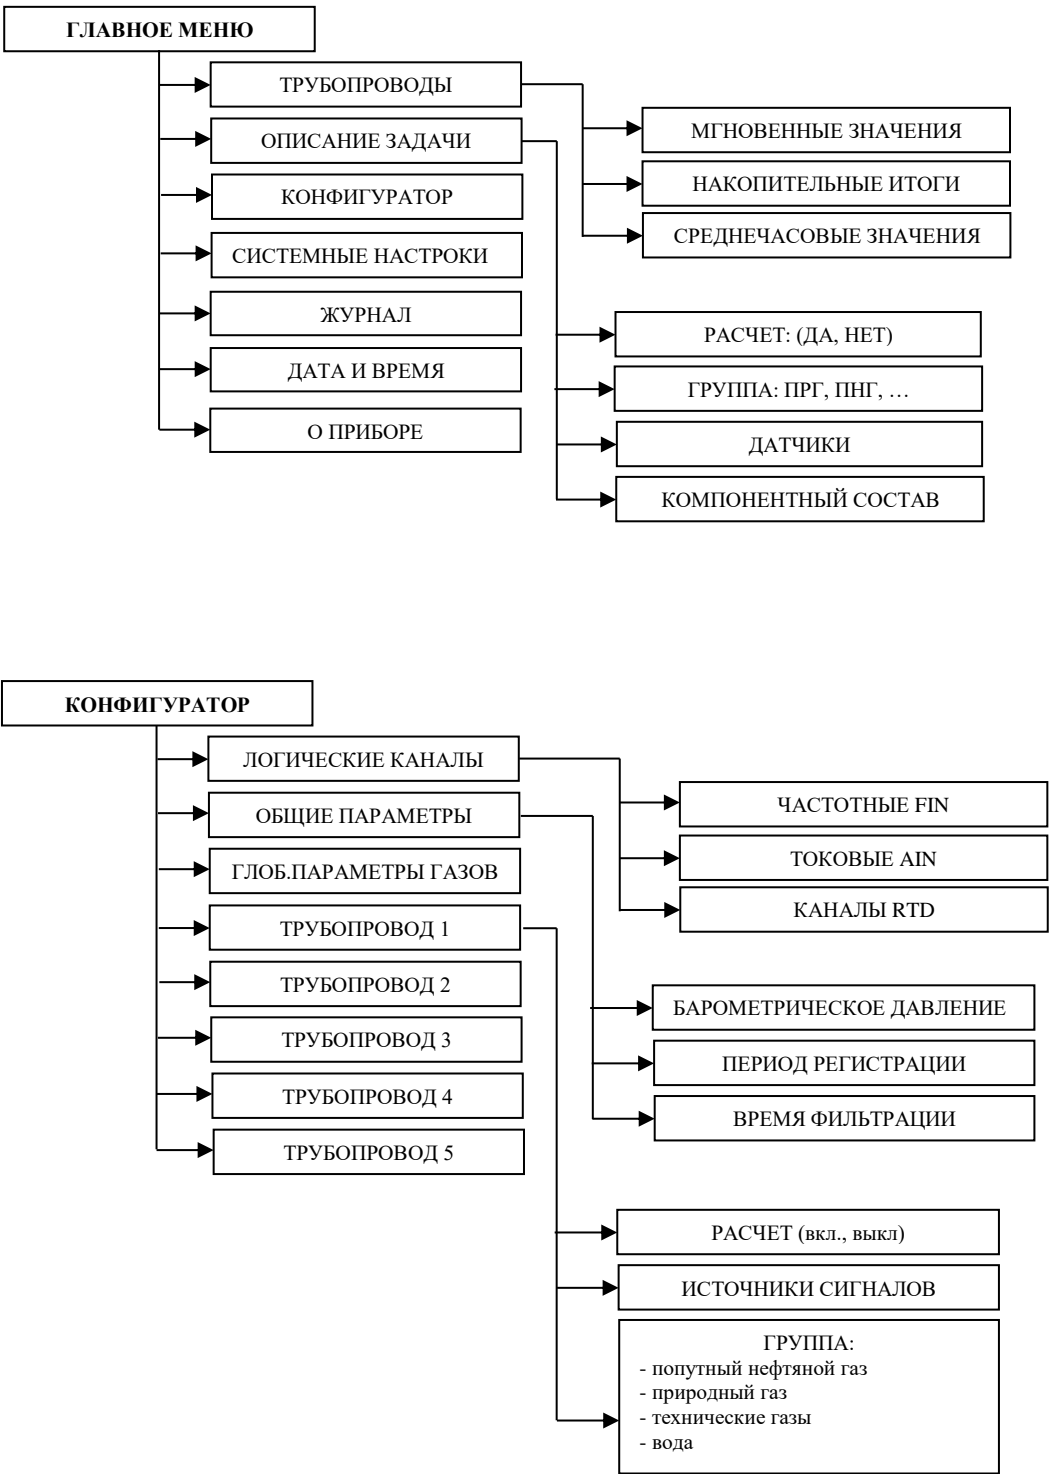 ГЛАВНОЕ МЕНЮ
ТРУБОПРОВОДЫ
ОПИСАНИЕ ЗАДАЧИ
КОНФИГУРАТОР
СИСТЕМНЫЕ НАСТРОКИ
ЖУРНАЛ
ДАТА И ВРЕМЯ
О ПРИБОРЕ
МГНОВЕННЫЕ ЗНАЧЕНИЯ
НАКОПИТЕЛЬНЫЕ ИТОГИ
СРЕДНЕЧАСОВЫЕ ЗНАЧЕНИЯ
РАСЧЕТ: (ДА, НЕТ)
ГРУППА: ПРГ, ПНГ, …
ДАТЧИКИ
КОМПОНЕНТНЫЙ СОСТАВ
КОНФИГУРАТОР
ЛОГИЧЕСКИЕ КАНАЛЫ
ОБЩИЕ ПАРАМЕТРЫ
ГЛОБ.ПАРАМЕТРЫ ГАЗОВ
ТРУБОПРОВОД 1
ТРУБОПРОВОД 2
ТРУБОПРОВОД 3
ТРУБОПРОВОД 4
ТРУБОПРОВОД 5
ЧАСТОТНЫЕ FIN
ТОКОВЫЕ AIN
КАНАЛЫ RTD
БАРОМЕТРИЧЕСКОЕ ДАВЛЕНИЕ
ПЕРИОД РЕГИСТРАЦИИ
ВРЕМЯ ФИЛЬТРАЦИИ
РАСЧЕТ (вкл., выкл)
ИСТОЧНИКИ СИГНАЛОВ
ГРУППА:
- попутный нефтяной газ
- природный газ
- технические газы
- вода